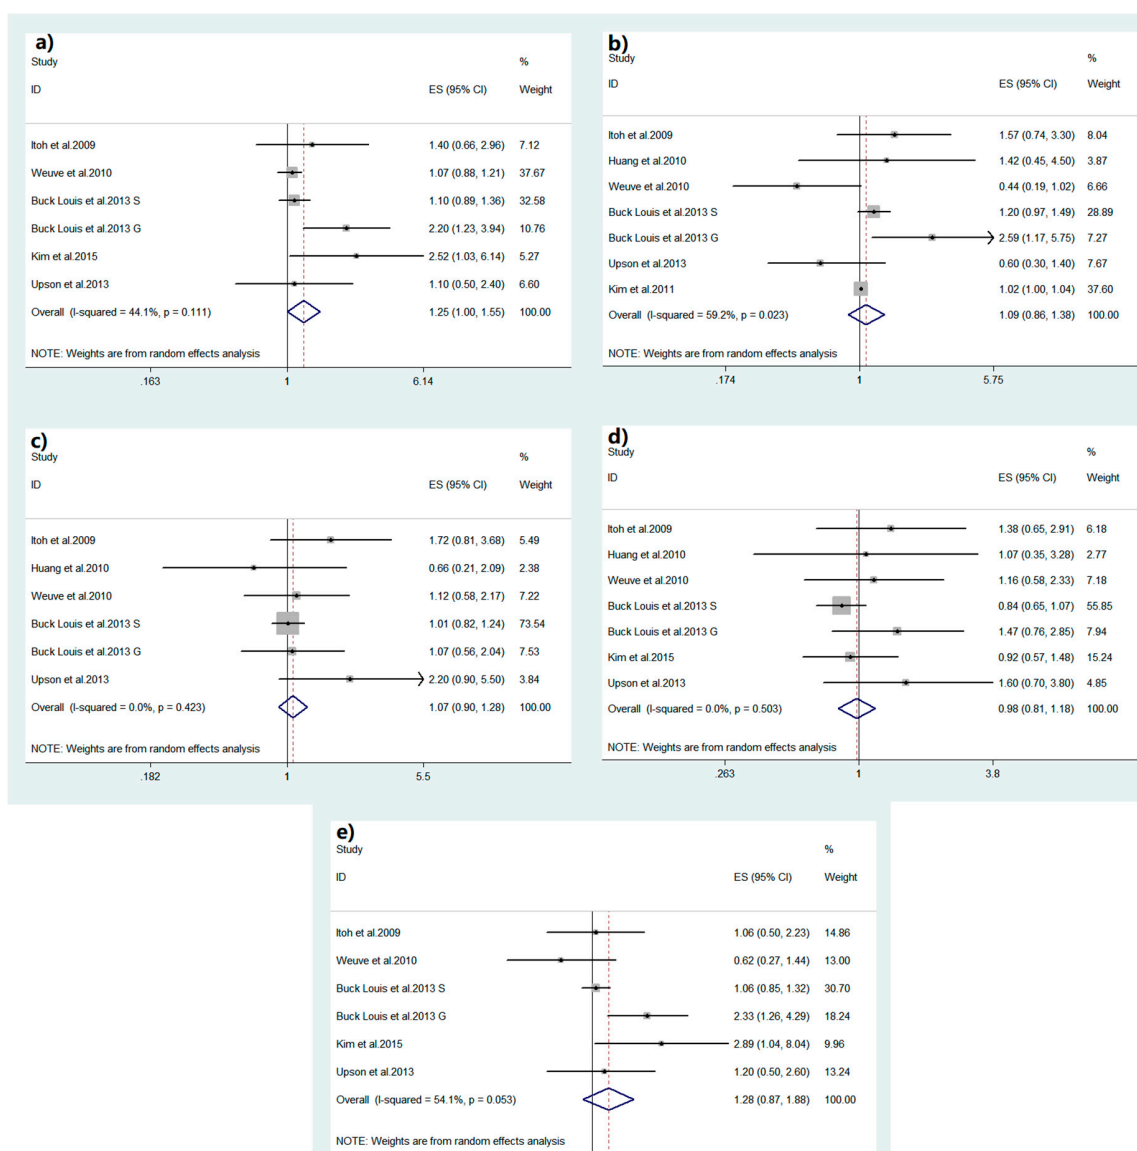 a)
Study %
ID ES (95% CI) Weight
Itoh et al.2009 1.40 (0.66, 2.96) 7.12
Weuve et al.2010 1.07 (0.88, 1.21) 37.67
Buck Louis et al.2013 S 1.10 (0.89, 1.36) 32.58
Buck Louis et al.2013 G 2.20 (1.23, 3.94) 10.76
Kim et al.2015 2.52 (1.03, 6.14) 5.27
Upson et al.2013 1.10 (0.50, 2.40) 6.60
Overall (I-squared = 44.1%, p = 0.111) 1.25 (1.00, 1.55) 100.00
NOTE: Weights are from random effects analysis
.163 1 6.14
b)
Study %
ID ES (95% CI) Weight
Itoh et al.2009 1.57 (0.74, 3.30) 8.04
Huang et al.2010 1.42 (0.45, 4.50) 3.87
Weuve et al.2010 0.44 (0.19, 1.02) 6.66
Buck Louis et al.2013 S 1.20 (0.97, 1.49) 28.89
Buck Louis et al.2013 G 2.59 (1.17, 5.75) 7.27
Upson et al.2013 0.60 (0.30, 1.40) 7.67
Kim et al.2011 1.02 (1.00, 1.04) 37.60
Overall (I-squared = 59.2%, p = 0.023) 1.09 (0.86, 1.38) 100.00
NOTE: Weights are from random effects analysis
.174 1 5.75
c)
Study %
ID ES (95% CI) Weight
Itoh et al.2009 1.72 (0.81, 3.68) 5.49
Huang et al.2010 0.66 (0.21, 2.09) 2.38
Weuve et al.2010 1.12 (0.58, 2.17) 7.22
Buck Louis et al.2013 S 1.01 (0.82, 1.24) 73.54
Buck Louis et al.2013 G 1.07 (0.56, 2.04) 7.53
Upson et al.2013 2.20 (0.90, 5.50) 3.84
Overall (I-squared = 0.0%, p = 0.423) 1.07 (0.90, 1.28) 100.00
NOTE: Weights are from random effects analysis
.182 1 5.5
d)
Study %
ID ES (95% CI) Weight
Itoh et al.2009 1.38 (0.65, 2.91) 6.18
Huang et al.2010 1.07 (0.35, 3.28) 2.77
Weuve et al.2010 1.16 (0.58, 2.33) 7.18
Buck Louis et al.2013 S 0.84 (0.65, 1.07) 55.85
Buck Louis et al.2013 G 1.47 (0.76, 2.85) 7.94
Kim et al.2015 0.92 (0.57, 1.48) 15.24
Upson et al.2013 1.60 (0.70, 3.80) 4.85
Overall (I-squared = 0.0%, p = 0.503) 0.98 (0.81, 1.18) 100.00
NOTE: Weights are from random effects analysis
.263 1 3.8
e)
Study %
ID ES (95% CI) Weight
Itoh et al.2009 1.06 (0.50, 2.23) 14.86
Weuve et al.2010 0.62 (0.27, 1.44) 13.00
Buck Louis et al.2013 S 1.06 (0.85, 1.32) 30.70
Buck Louis et al.2013 G 2.33 (1.26, 4.29) 18.24
Kim et al.2015 2.89 (1.04, 8.04) 9.96
Upson et al.2013 1.20 (0.50, 2.60) 13.24
Overall (I-squared = 54.1%, p = 0.053) 1.28 (0.87, 1.88) 100.00
NOTE: Weights are from random effects analysis